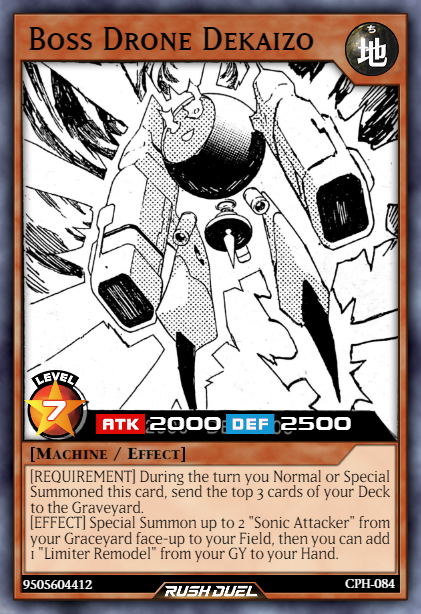 Boss Drone Dekaizo
ち
地
LEVEL
7
ATK 2000 DEF 2500
[Machine / Effect]
[REQUIREMENT] During the turn you Normal or Special
Summoned this card, send the top 3 cards of your Deck
to the Graveyard.
[EFFECT] Special Summon up to 2 "Sonic Attacker" from
your Graveyard face-up to your Field, then you can add
1 "Limiter Remodel" from your GY to your Hand.
9505604412
RUSH DUEL
CPH-084